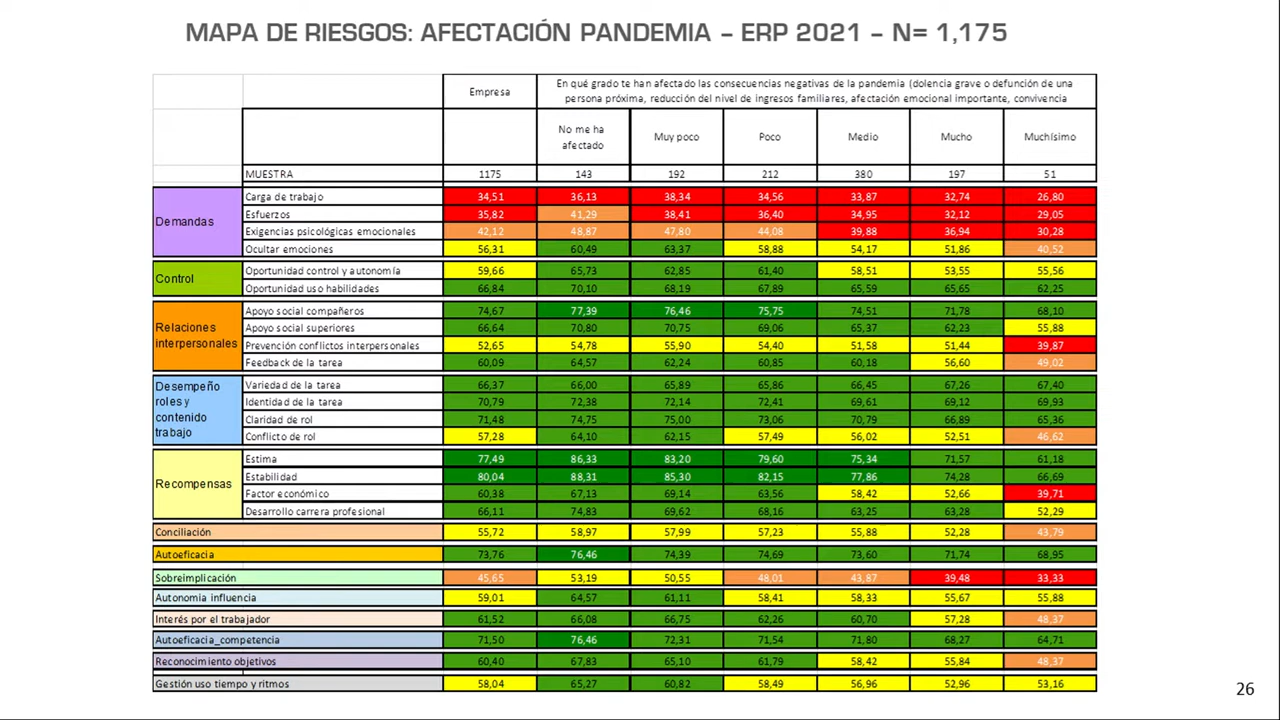 MAPA DE RIESGOS: AFECTACIÓN PANDEMIA – ERP 2021 – N= 1,175
Empresa
En qué grado te han afectado las consecuencias negativas de la pandemia (dolencia grave o defunción de una
persona próxima, reducción del nivel de ingresos familiares, afectación emocional importante, convivencia
No me ha
afectado
Muy poco
Poco
Medio
Mucho
Muchísimo
MUESTRA 1175 143 192 212 380 197 51
Demandas
Carga de trabajo 34,51 36,13 38,34 34,56 33,87 32,74 26,80
Esfuerzos 35,82 41,29 38,41 36,40 34,95 32,12 29,05
Exigencias psicológicas emocionales 42,12 48,87 47,80 44,08 39,88 36,94 30,28
Ocultar emociones 56,31 60,49 63,37 58,88 54,17 51,86 40,52
Control
Oportunidad control y autonomía 59,66 65,73 62,85 61,40 58,51 53,55 55,56
Oportunidad uso habilidades 66,84 70,10 68,19 67,89 65,59 65,65 62,25
Relaciones
interpersonales
Apoyo social compañeros 74,67 77,39 76,46 75,75 74,51 71,78 68,10
Apoyo social superiores 66,64 70,80 70,75 69,06 65,37 62,23 55,88
Prevención conflictos interpersonales 52,65 54,78 55,90 54,40 51,58 51,44 39,87
Feedback de la tarea 60,09 64,57 62,24 60,85 60,18 56,60 49,02
Desempeño
roles y
contenido
trabajo
Variedad de la tarea 66,37 66,00 65,89 65,86 66,45 67,26 67,40
Identidad de la tarea 70,79 72,38 72,14 72,41 69,61 69,12 69,93
Claridad de rol 71,48 74,75 75,00 73,06 70,79 66,89 65,36
Conflicto de rol 57,28 64,10 62,15 57,49 56,02 52,51 46,62
Recompensas
Estima 77,49 86,33 83,20 79,60 75,34 71,57 61,18
Estabilidad 80,04 88,31 85,30 82,15 77,86 74,28 66,69
Factor económico 60,38 67,13 69,14 63,56 58,42 52,66 39,71
Desarrollo carrera profesional 66,11 74,83 69,62 68,16 63,25 63,28 52,29
Conciliación 55,72 58,97 57,99 57,23 55,88 52,28 43,79
Autoeficacia 73,76 76,46 74,39 74,69 73,60 71,74 68,95
Sobreimplicación 45,65 53,19 50,55 48,01 43,87 39,48 33,33
Autonomia influencia 59,01 64,57 61,11 58,41 58,33 55,67 55,88
Interés por el trabajador 61,52 66,08 66,75 62,26 60,70 57,28 48,37
Autoeficacia_competencia 71,50 76,46 72,31 71,54 71,80 68,27 64,71
Reconocimiento objetivos 60,40 67,83 65,10 61,79 58,42 55,84 48,37
Gestión uso tiempo y ritmos 58,04 65,27 60,82 58,49 56,96 52,96 53,16
26